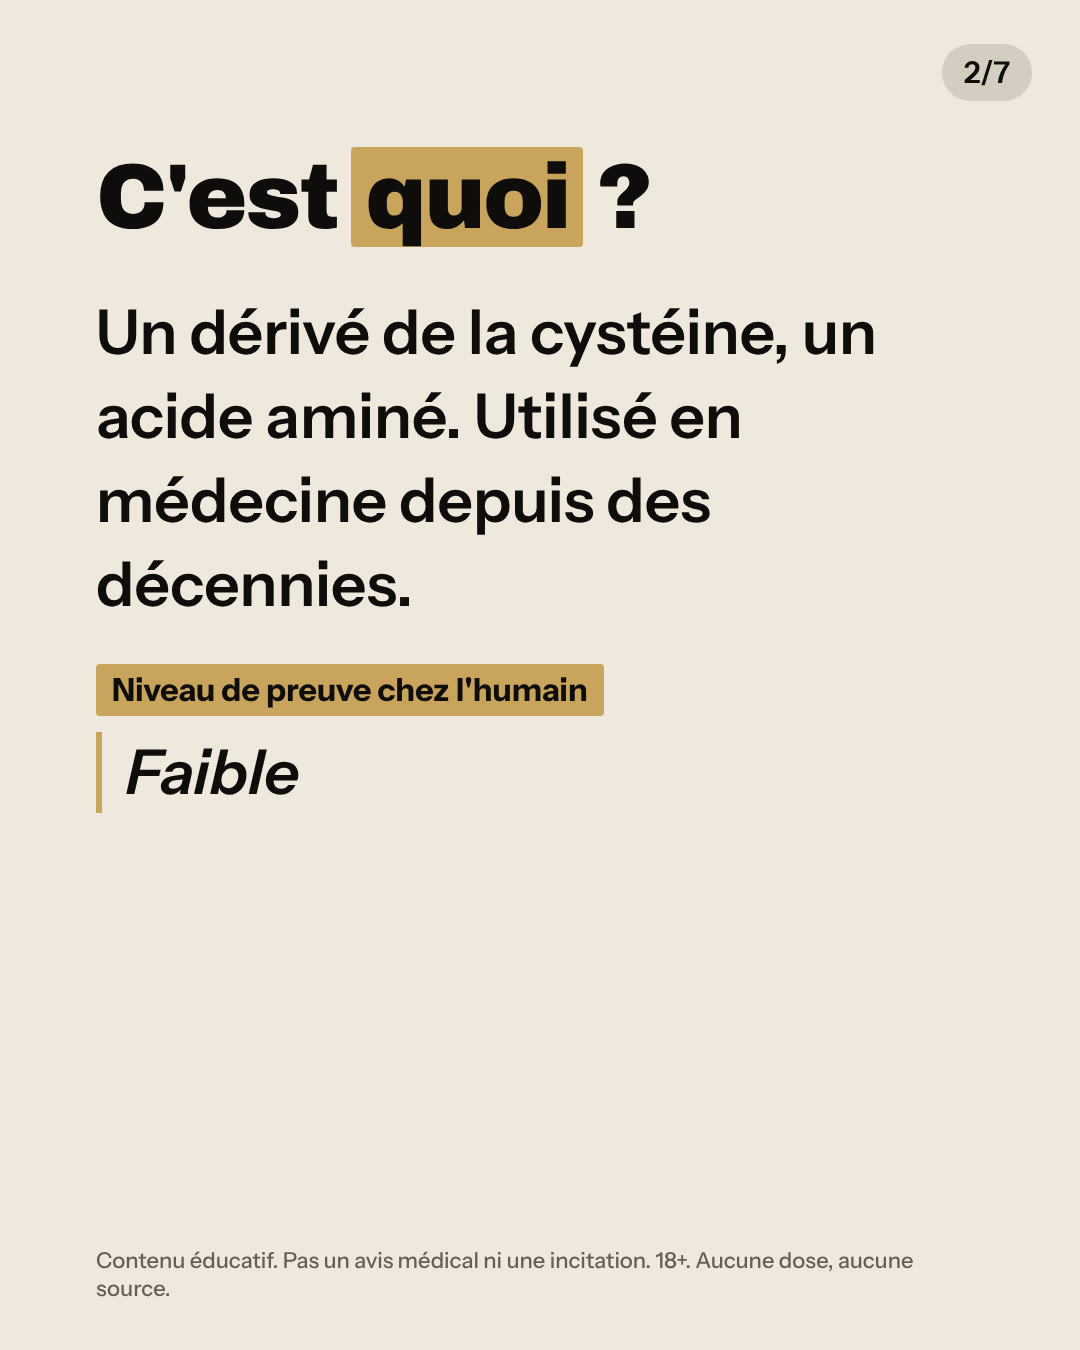 2/7
C'est quoi ?
Un dérivé de la cystéine, un
acide aminé. Utilisé en
médecine depuis des
décennies.
Niveau de preuve chez l'humain
Faible
Contenu éducatif. Pas un avis médical ni une incitation. 18+. Aucune dose, aucune
source.